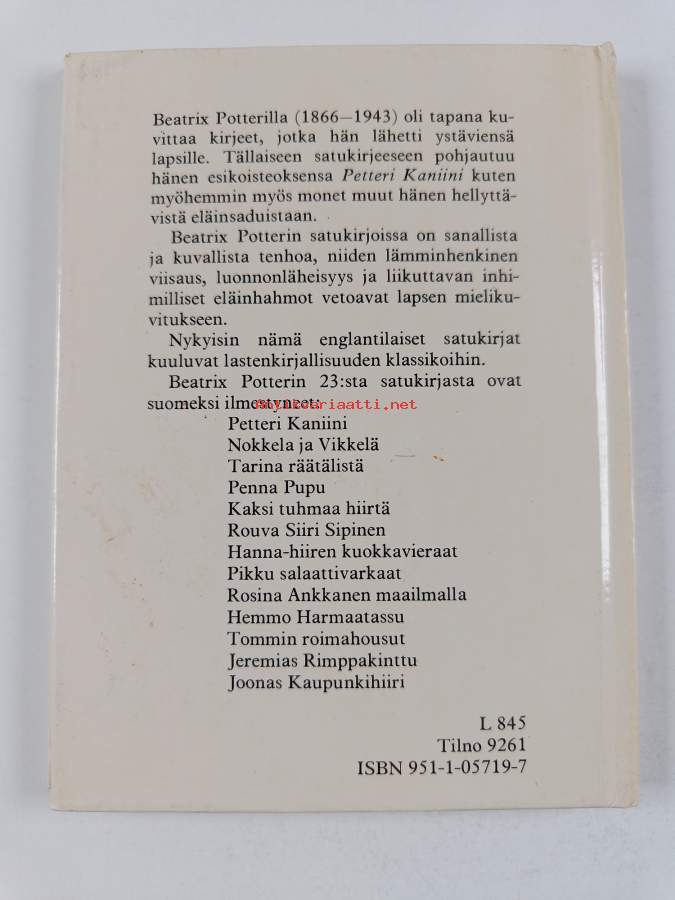 Beatrix Potterilla (1866—1943) oli tapana ku-
vittaa kirjeet, jotka hän lähetti ystäviensä
lapsille. Tällaiseen satukirjeeseen pohjautuu
hänen esikoisteoksensa Petteri Kaniini kuten
myöhemmin myös monet muut hänen hellyttä-
vistä eläinsaduistaan.
Beatrix Potterin satukirjoissa on sanallista
ja kuvallista tenhoa, niiden lämminhenkinen
viisaus, luonnonläheisyys ja liikuttavan inhi-
milliset eläinhahmot vetoavat lapsen mieliku-
vitukseen.
Nykyisin nämä englantilaiset satukirjat
kuuluvat lastenkirjallisuuden klassikoihin.
Beatrix Potterin 23:sta satukirjasta ovat
suomeksi ilmestyneet:
Antikvariaatti.net
Petteri Kaniini
Nokkela ja Vikkelä
Tarina räätälistä
Penna Pupu
Kaksi tuhmaa hiirtä
Rouva Siiri Sipinen
Hanna-hiiren kuokkavieraat
Pikku salaattivarkaat
Rosina Ankkanen maailmalla
Hemmo Harmaatassu
Tommin roimahousut
Jeremias Rimppakinttu
Joonas Kaupunkihiiri
L 845
Tilno 9261
ISBN 951-1-05719-7